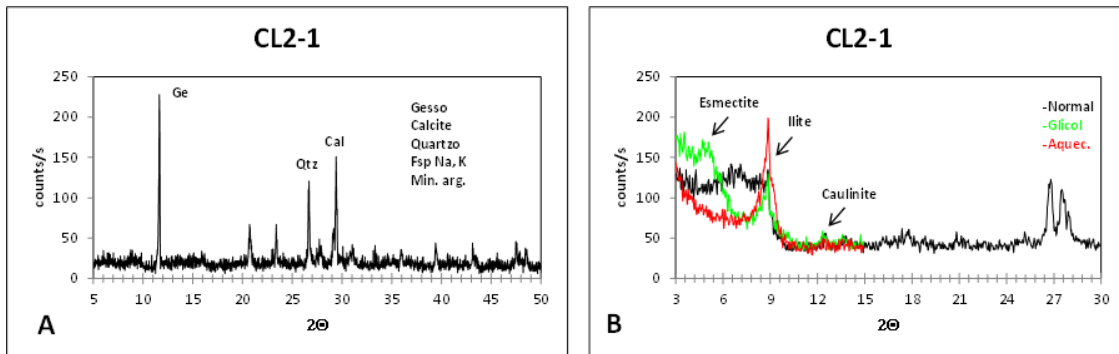 CL2-1
250
200
150
100
50
0
counts/s
Ge
Qtz
Cal
Gesso
Calcite
Quartzo
Fsp Na, K
Min. arg.
5 10 15 20 25 30 35 40 45 50
2Θ
A
CL2-1
250
200
150
100
50
0
counts/s
Esmectite
Ilite
Caulinite
-Normal
-Glicol
-Aquec.
3 6 9 12 15 18 21 24 27 30
2Θ
B